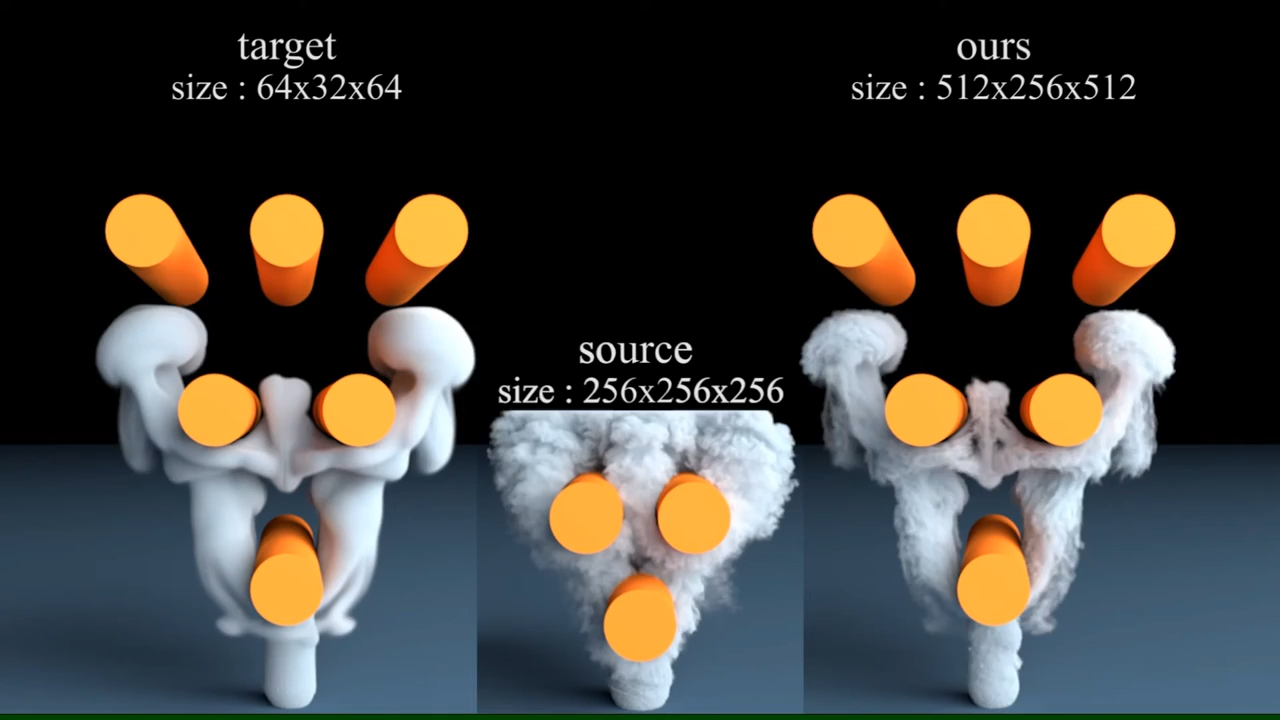 target
size : 64x32x64
ours
size : 512x256x512
source
size : 256x256x256